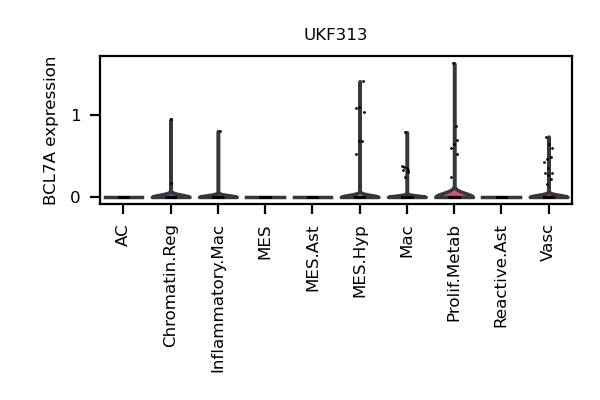 UKF313
BCL7A expression
1
0
AC
Chromatin.Reg
Inflammatory.Mac
MES
MES.Ast
MES.Hyp
Mac
Prolif.Metab
Reactive.Ast
Vasc